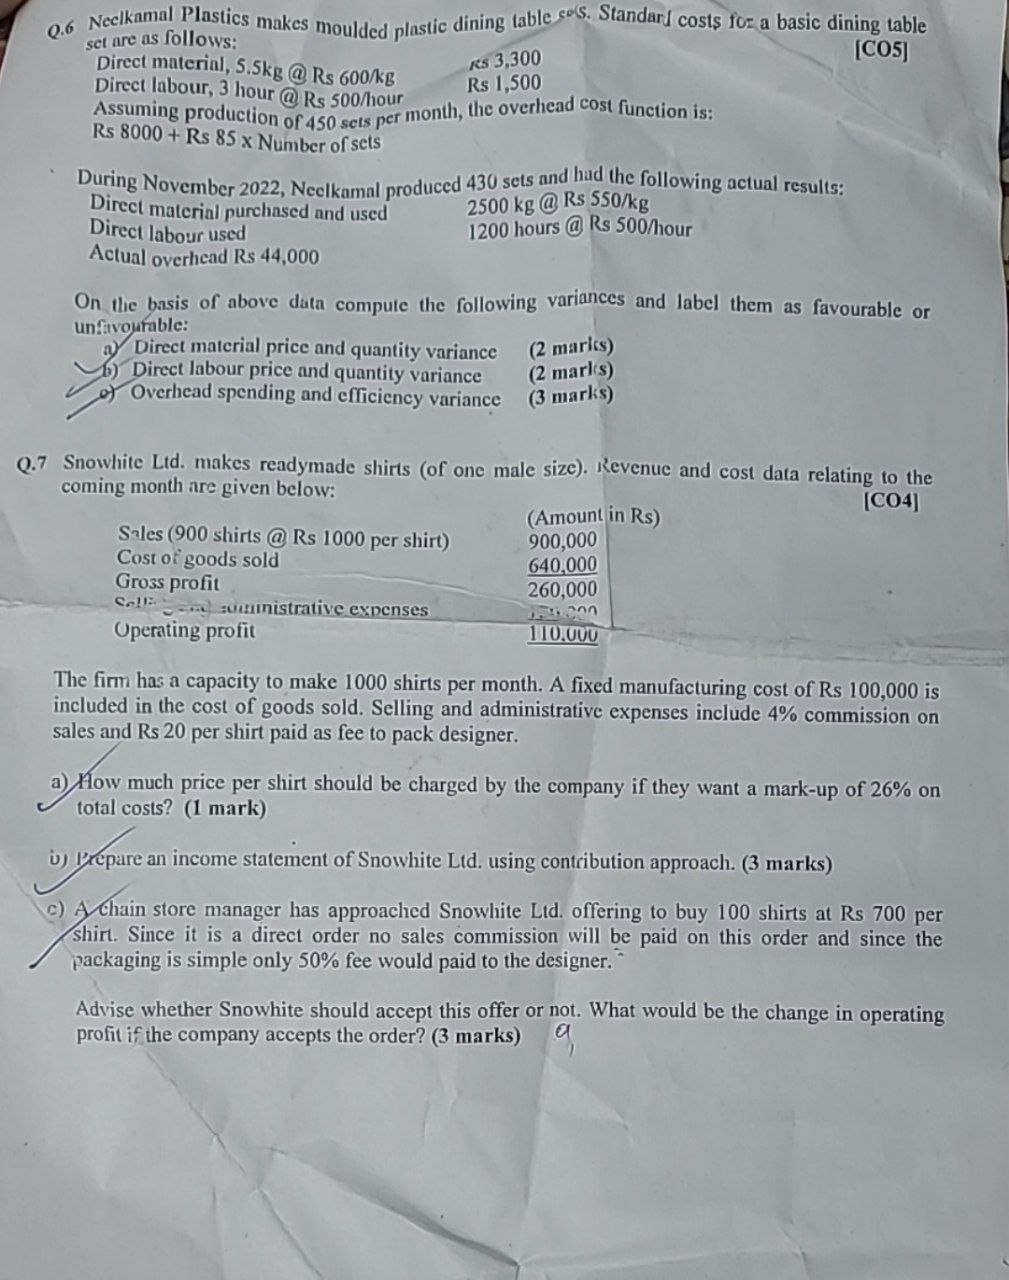 Q.6 Neelkamal Plastics makes moulded plastic dining table sets. Standard costs for a basic dining table
set are as follows: [CO5]
Direct material, 5.5kg @ Rs 600/kg Rs 3,300
Direct labour, 3 hour @ Rs 500/hour Rs 1,500
Assuming production of 450 sets per month, the overhead cost function is:
Rs 8000 + Rs 85 x Number of sets
During November 2022, Neelkamal produced 430 sets and had the following actual results:
Direct material purchased and used 2500 kg @ Rs 550/kg
Direct labour used 1200 hours @ Rs 500/hour
Actual overhead Rs 44,000
On the basis of above data compute the following variances and label them as favourable or
unfavourable:
a) Direct material price and quantity variance (2 marks)
b) Direct labour price and quantity variance (2 marks)
c) Overhead spending and efficiency variance (3 marks)
Q.7 Snowhite Ltd. makes readymade shirts (of one male size). Revenue and cost data relating to the
coming month are given below: [CO4]
(Amount in Rs)
Sales (900 shirts @ Rs 1000 per shirt) 900,000
Cost of goods sold 640,000
Gross profit 260,000
administrative expenses
Operating profit 110,000
The firm has a capacity to make 1000 shirts per month. A fixed manufacturing cost of Rs 100,000 is
included in the cost of goods sold. Selling and administrative expenses include 4% commission on
sales and Rs 20 per shirt paid as fee to pack designer.
a) How much price per shirt should be charged by the company if they want a mark-up of 26% on
total costs? (1 mark)
b) Prepare an income statement of Snowhite Ltd. using contribution approach. (3 marks)
c) A chain store manager has approached Snowhite Ltd. offering to buy 100 shirts at Rs 700 per
shirt. Since it is a direct order no sales commission will be paid on this order and since the
packaging is simple only 50% fee would paid to the designer.
Advise whether Snowhite should accept this offer or not. What would be the change in operating
profit if the company accepts the order? (3 marks)